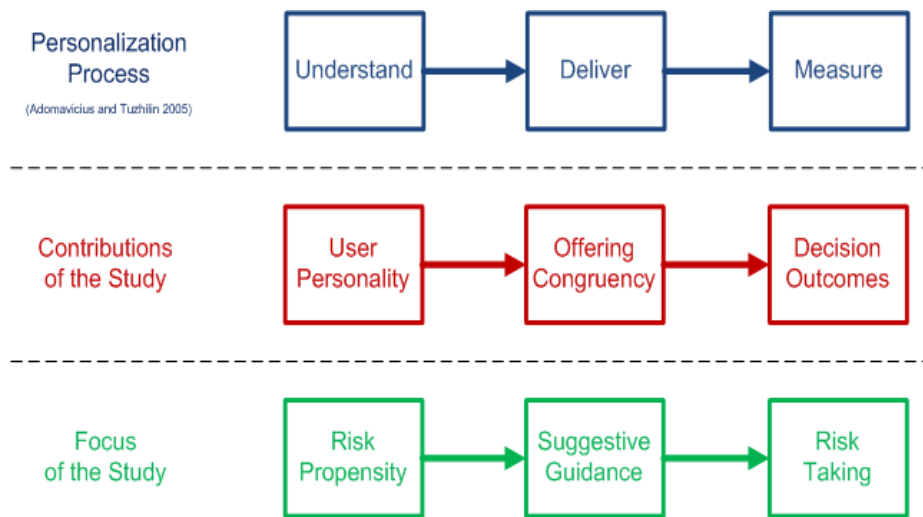 Personalization
Process
(Adomavicius and Tuzhilin 2005)
Understand
Deliver
Measure
Contributions
of the Study
User
Personality
Offering
Congruency
Decision
Outcomes
Focus
of the Study
Risk
Propensity
Suggestive
Guidance
Risk
Taking